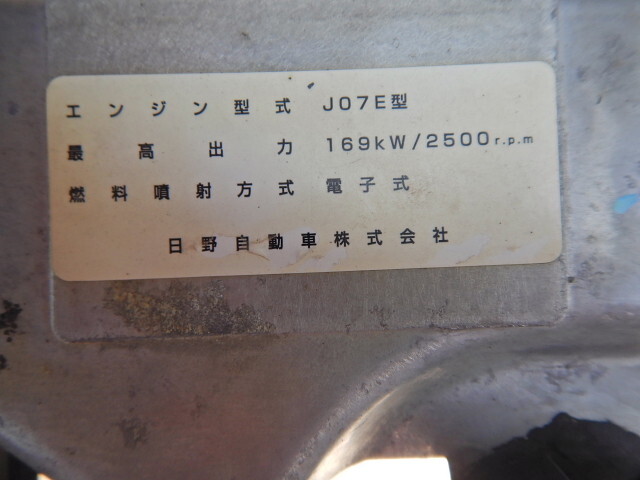 エンジン型式 J07E型
最高出力 169kW/2500r.p.m
燃料噴射方式 電子式
日野自動車株式会社